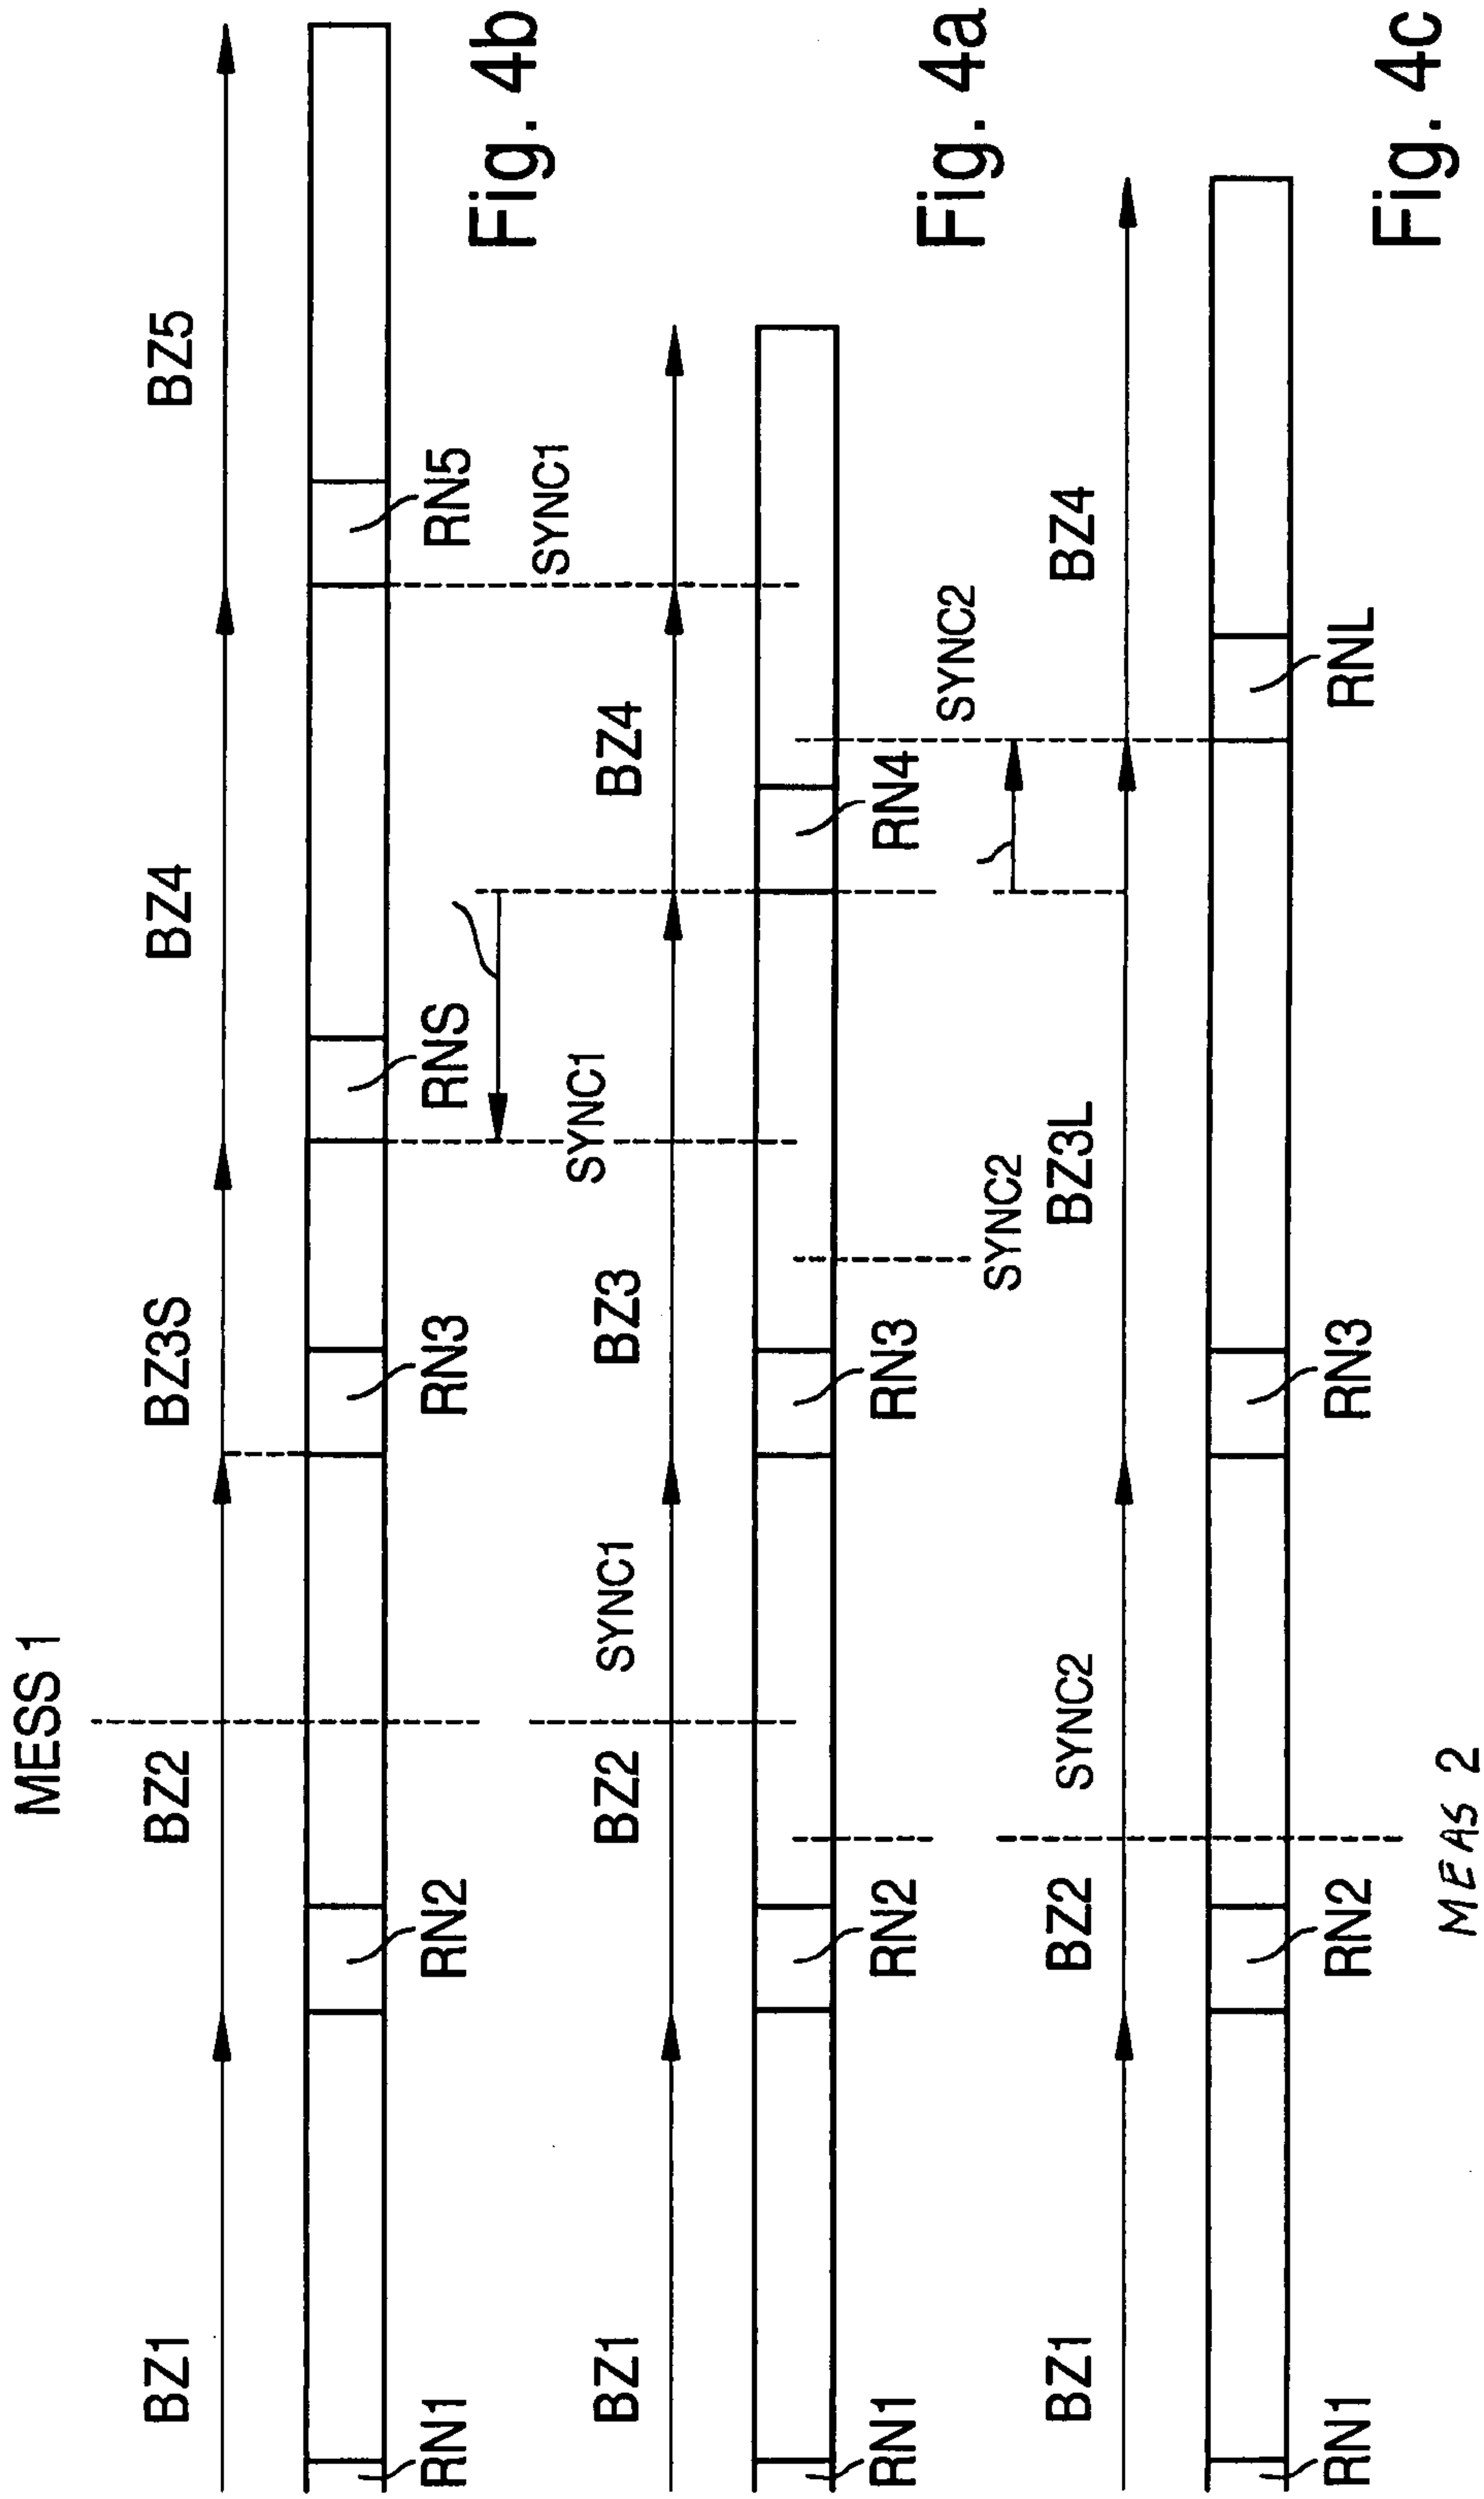 MESS 1
BZ1 BZ2 BZ3S BZ4 BZ5
RN1 RN2 RN3 RNS RN5
Fig. 4b
SYNC1 SYNC1 SYNC1
BZ1 BZ2 BZ3 BZ4
RN1 RN2 RN3 RN4
Fig. 4a
SYNC2 SYNC2 SYNC2
BZ1 BZ2 BZ3L BZ4
RN1 RN2 RN3 RNL
Fig. 4c
MEAS 2